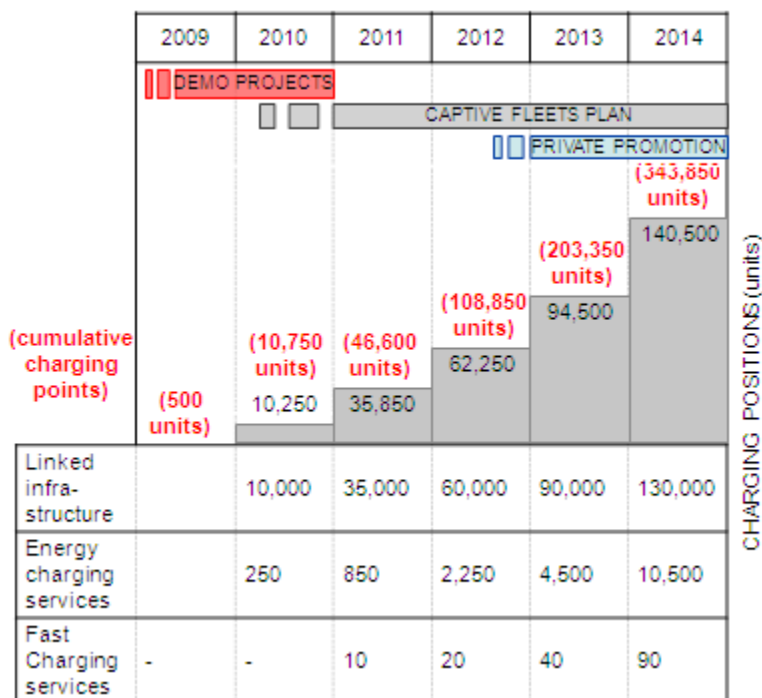 2009 2010 2011 2012 2013 2014
DEMO PROJECTS
CAPTIVE FLEETS PLAN
PRIVATE PROMOTION
(343,850
units)
140,500
(203,350
units)
94,500
(108,850
units)
62,250
(46,600
units)
35,850
(10,750
units)
10,250
(500
units)
(cumulative
charging
points)
CHARGING POSITIONS (units)
Linked
infra-
structure
10,000 35,000 60,000 90,000 130,000
Energy
charging
services
250 850 2,250 4,500 10,500
Fast
Charging
services
- - 10 20 40 90